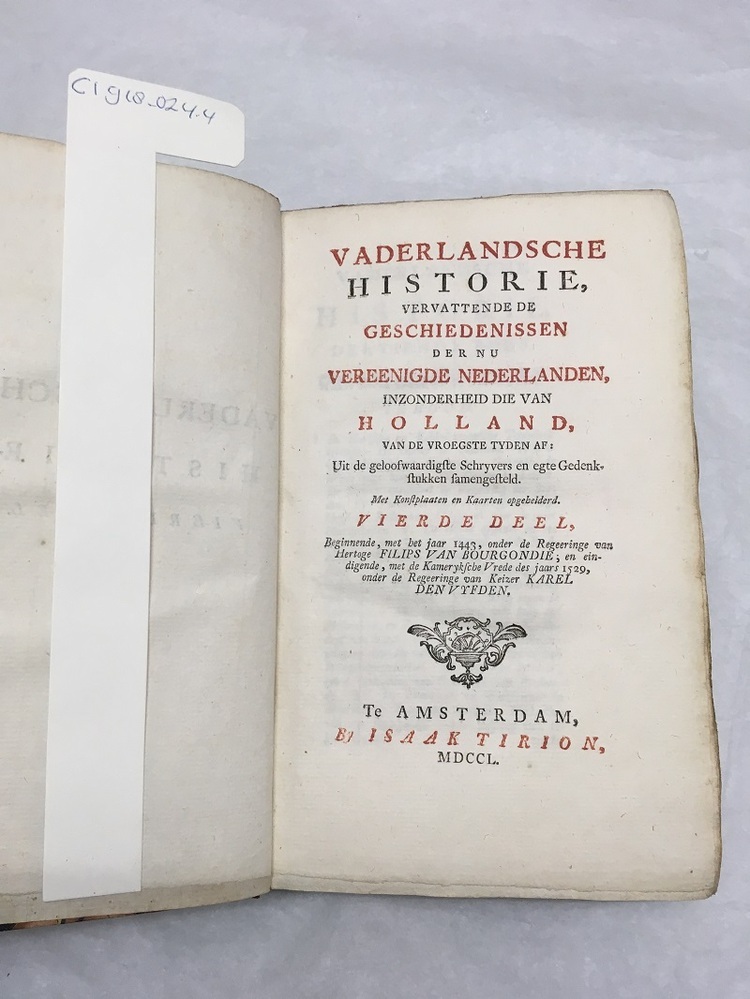 C1 918-024.4
VADERLANDSCHE
HISTORIE,
VERVATTENDE DE
GESCHIEDENISSEN
DER NU
VEREENIGDE NEDERLANDEN,
INZONDERHEID DIE VAN
HOLLAND,
VAN DE VROEGSTE TYDEN AF:
Uit de geloofwaardigſte Schryvers en egte Gedenk-
ſtukken ſamengeſteld.
Met Konſtplaaten en Kaarten opgehelderd.
VIERDE DEEL,
Beginnende, met het jaar 1443, onder de Regeeringe van
Hertoge FILIPS VAN BOURGONDIE; en ein-
digende, met de Kamerykſche Vrede des jaars 1529,
onder de Regeeringe van Keizer KAREL
DEN VYFDEN.
Te AMSTERDAM,
By ISAAK TIRION,
MDCCL.